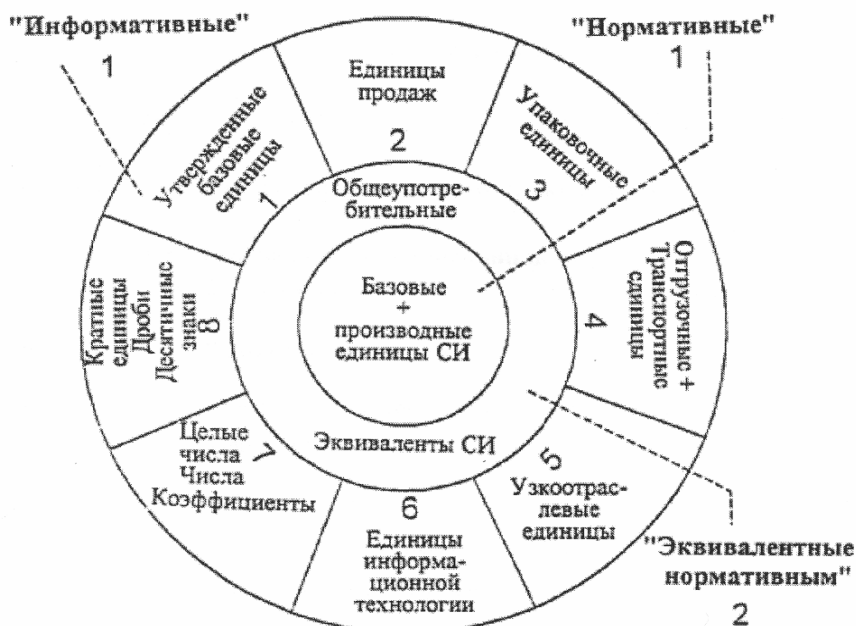 "Информативные"
1
"Нормативные"
1
Единицы
продаж
2
Утвержденные
базовые
единицы
1
Упаковочные
единицы
3
Общеупотре-
бительные
Базовые
+
производные
единицы СИ
Эквиваленты СИ
Отгрузочные +
Транспортные
единицы
4
Кратные
единицы
Дроби
Десятичные
знаки
8
Целые
числа
Числа
Коэффициенты
7
5
Узкоотрас-
левые
единицы
6
Единицы
информа-
ционной
технологии
"Эквивалентные
нормативным"
2